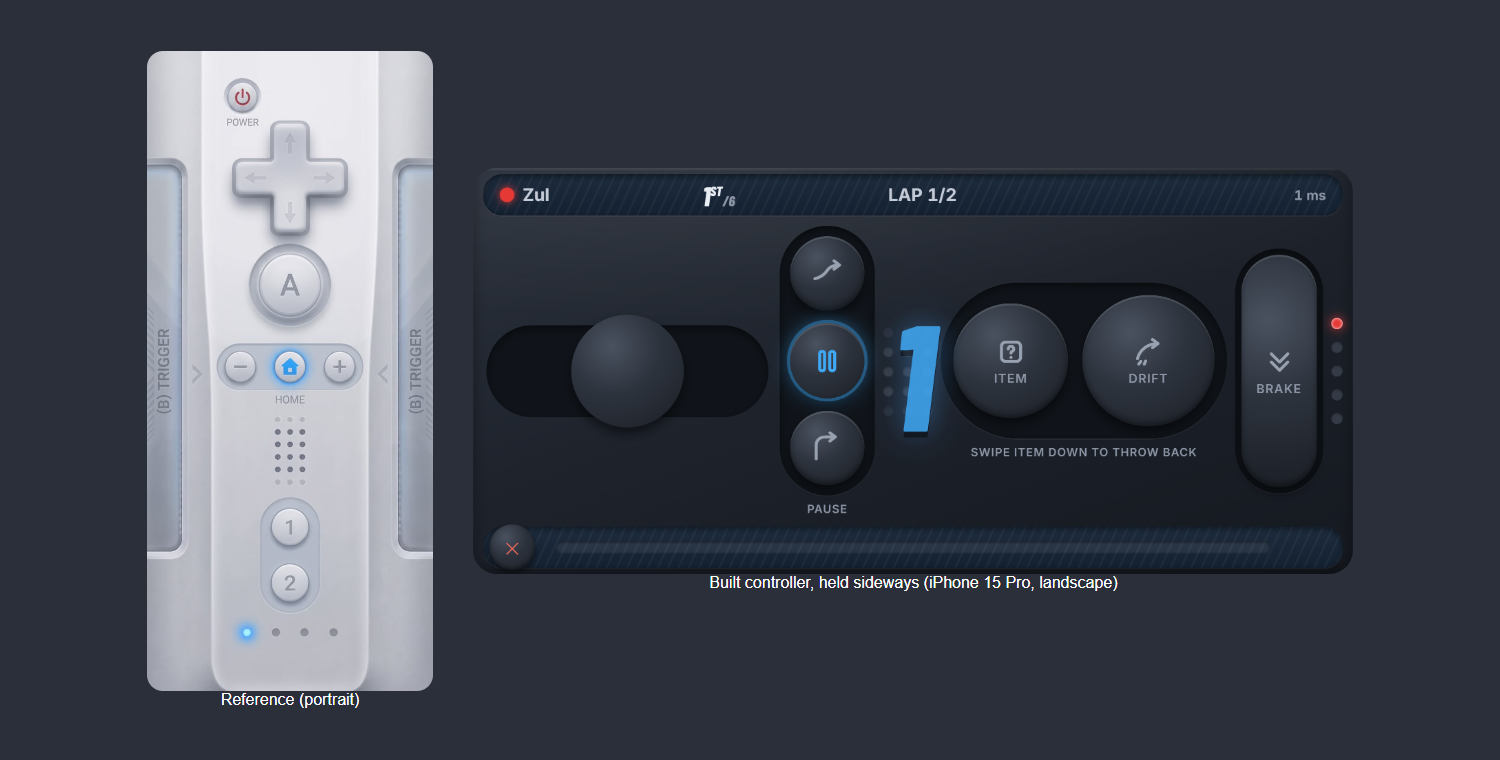 POWER
A
(B) TRIGGER
(B) TRIGGER
HOME
1
2
Reference (portrait)
Zul
1ST/6
LAP 1/2
1 ms
1
ITEM
DRIFT
BRAKE
SWIPE ITEM DOWN TO THROW BACK
PAUSE
Built controller, held sideways (iPhone 15 Pro, landscape)